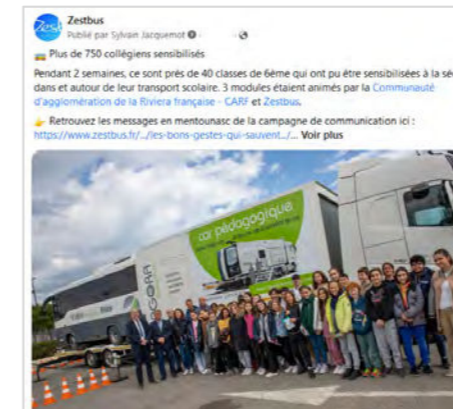 Zest
Zestbus
Publié par Sylvain Jacquemot
Plus de 750 collégiens sensibilisés
Pendant 2 semaines, ce sont près de 40 classes de 6ème qui ont pu être sensibilisées à la sé
dans et autour de leur transport scolaire. 3 modules étaient animés par la Communauté
d'agglomération de la Riviera française - CARF et Zestbus.
Retrouvez les messages en mentounasc de la campagne de communication ici :
https://www.zestbus.fr/.../les-bons-gestes-qui-sauvent.../... Voir plus
car pédagogique
AGORA